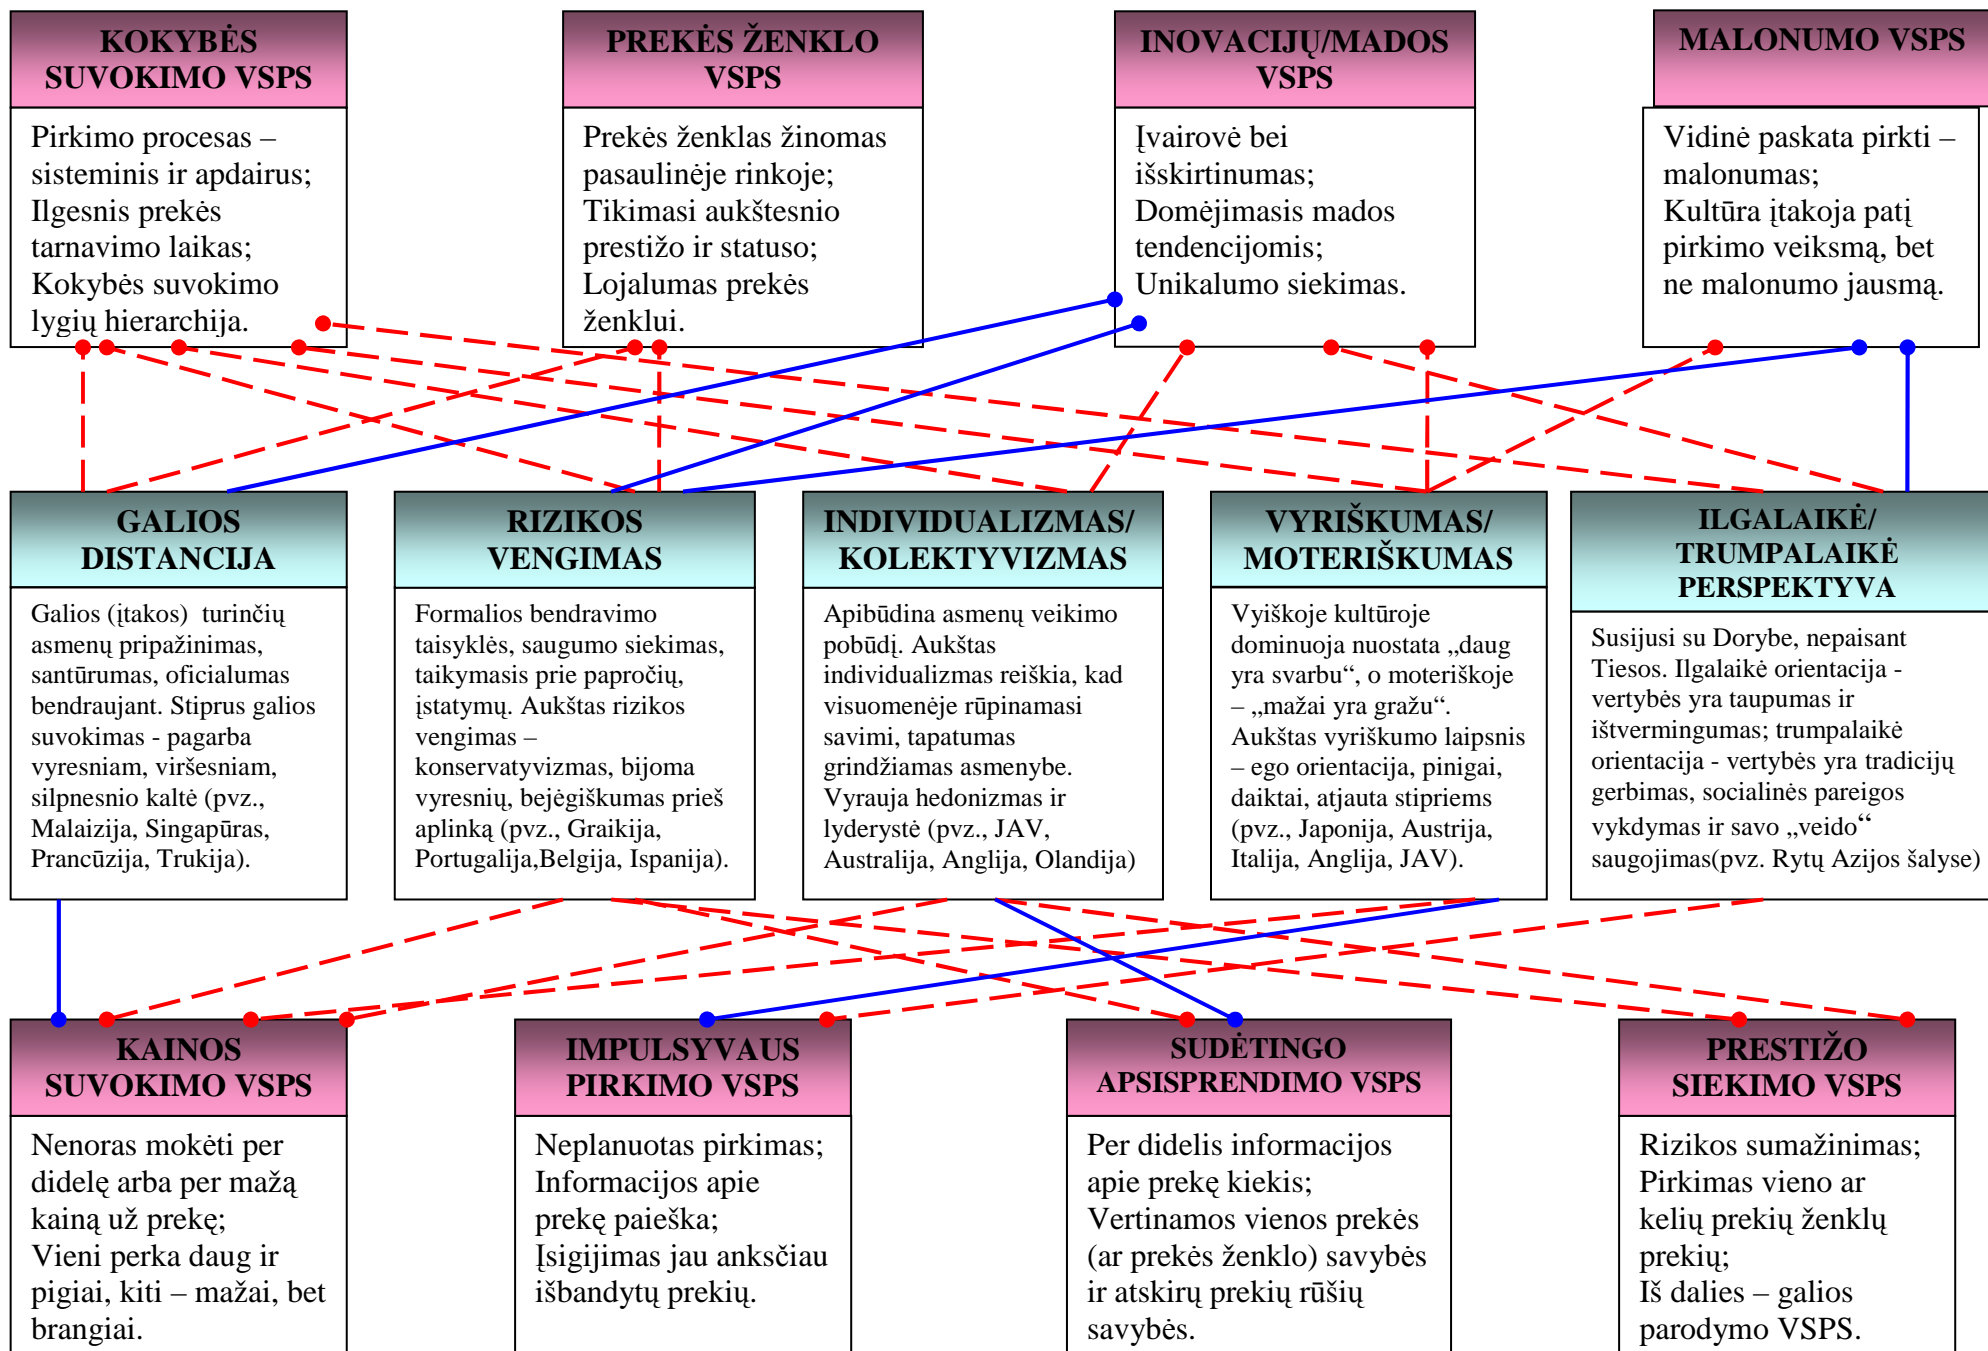 KOKYBĖS
SUVOKIMO VSPS
Pirkimo procesas –
sisteminis ir apdairus;
Ilgesnis prekės
tarnavimo laikas;
Kokybės suvokimo
lygių hierarchija.
PREKĖS ŽENKLO
VSPS
Prekės ženklas žinomas
pasaulinėje rinkoje;
Tikimasi aukštesnio
prestižo ir statuso;
Lojalumas prekės
ženklui.
INOVACIJŲ/MADOS
VSPS
Įvairovė bei
išskirtinumas;
Domėjimasis mados
tendencijomis;
Unikalumo siekimas.
MALONUMO VSPS
Vidinė paskata pirkti –
malonumas;
Kultūra įtakoja patį
pirkimo veiksmą, bet
ne malonumo jausmą.
GALIOS
DISTANCIJA
Galios (įtakos)  turinčių
asmenų pripažinimas,
santūrumas, oficialumas
bendraujant. Stiprus galios
suvokimas - pagarba
vyresniam, viršesniam,
silpnesnio kaltė (pvz.,
Malaizija, Singapūras,
Prancūzija, Trukija).
RIZIKOS
VENGIMAS
Formalios bendravimo
taisyklės, saugumo siekimas,
taikymasis prie papročių,
įstatymų. Aukštas rizikos
vengimas –
konservatyvizmas, bijoma
vyresnių, bejėgiškumas prieš
aplinką (pvz., Graikija,
Portugalija,Belgija, Ispanija).
INDIVIDUALIZMAS/
KOLEKTYVIZMAS
Apibūdina asmenų veikimo
pobūdį. Aukštas
individualizmas reiškia, kad
visuomenėje rūpinamasi
savimi, tapatumas
grindžiamas asmenybe.
Vyrauja hedonizmas ir
lyderystė (pvz., JAV,
Australija, Anglija, Olandija)
VYRIŠKUMAS/
MOTERIŠKUMAS
Vyiškoje kultūroje
dominuoja nuostata „daug
yra svarbu“, o moteriškoje
– „mažai yra gražu“.
Aukštas vyriškumo laipsnis
– ego orientacija, pinigai,
daiktai, atjauta stipriems
(pvz., Japonija, Austrija,
Italija, Anglija, JAV).
ILGALAIKĖ/
TRUMPALAIKĖ
PERSPEKTYVA
Susijusi su Dorybe, nepaisant
Tiesos. Ilgalaikė orientacija -
vertybės yra taupumas ir
ištvermingumas; trumpalaikė
orientacija - vertybės yra tradicijų
gerbimas, socialinės pareigos
vykdymas ir savo „veido“
saugojimas(pvz. Rytų Azijos šalyse)
KAINOS
SUVOKIMO VSPS
Nenoras mokėti per
didelę arba per mažą
kainą už prekę;
Vieni perka daug ir
pigiai, kiti – mažai, bet
brangiai.
IMPULSYVAUS
PIRKIMO VSPS
Neplanuotas pirkimas;
Informacijos apie
prekę paieška;
Įsigijimas jau anksčiau
išbandytų prekių.
SUDĖTINGO
APSISPRENDIMO VSPS
Per didelis informacijos
apie prekę kiekis;
Vertinamos vienos prekės
(ar prekės ženklo) savybės
ir atskirų prekių rūšių
savybės.
PRESTIŽO
SIEKIMO VSPS
Rizikos sumažinimas;
Pirkimas vieno ar
kelių prekių ženklų
prekių;
Iš dalies – galios
parodymo VSPS.